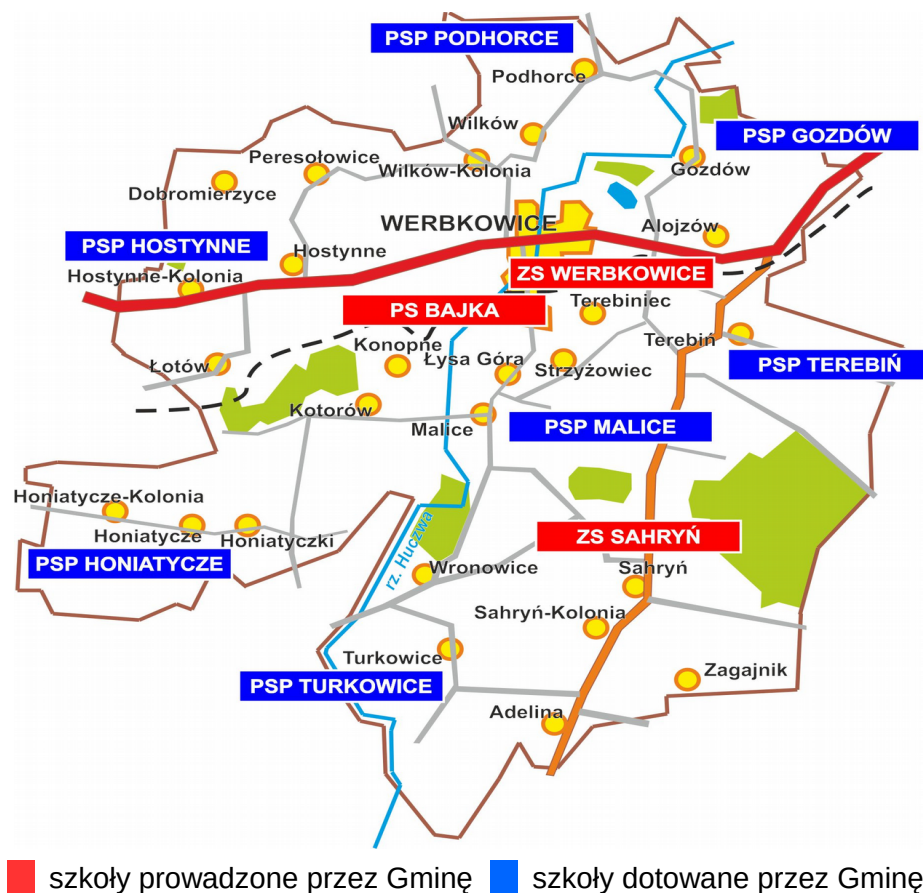 PSP PODHORCE
Podhorce
Wilków
PSP GOZDÓW
Peresołowice
Wilków-Kolonia
Gozdów
Dobromierzyce
WERBKOWICE
Alojzów
PSP HOSTYNNE
Hostynne
Hostynne-Kolonia
ZS WERBKOWICE
PS BAJKA
Terebiniec
Konopne
Terebiń
Łotów
Łysa Góra
Strzyżowiec
PSP TEREBIŃ
Kotorów
Malice
PSP MALICE
Honiatycze-Kolonia
Honiatycze
Honiatyczki
ZS SAHRYŃ
PSP HONIATYCZE
rz. Huczwa
Wronowice
Sahryń
Sahryń-Kolonia
Turkowice
Zagajnik
PSP TURKOWICE
Adelina
szkoły prowadzone przez Gminę szkoły dotowane przez Gminę